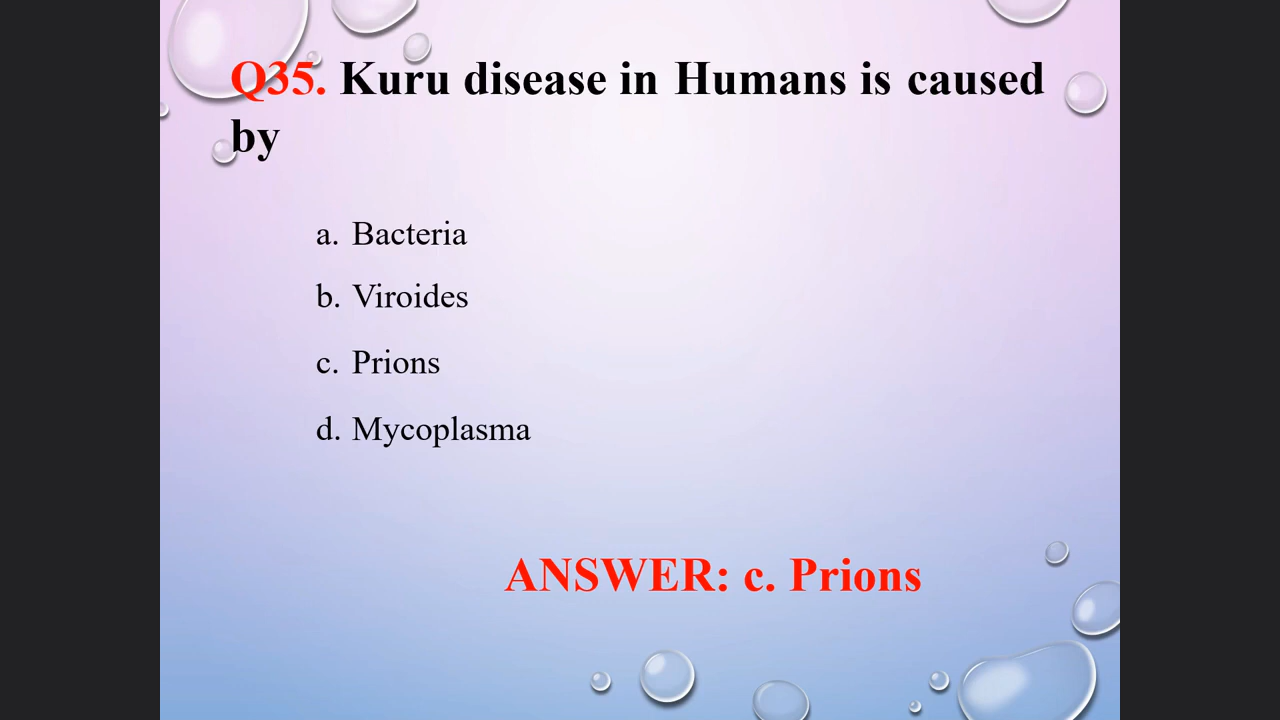 Q35. Kuru disease in Humans is caused
by
a. Bacteria
b. Viroides
c. Prions
d. Mycoplasma
ANSWER: c. Prions